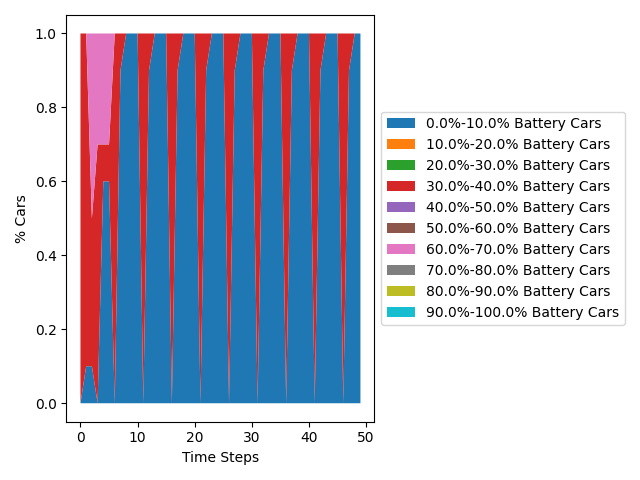 1.0
0.8
0.6
0.4
0.2
0.0
% Cars
0
10
20
30
40
50
Time Steps
0.0%-10.0% Battery Cars
10.0%-20.0% Battery Cars
20.0%-30.0% Battery Cars
30.0%-40.0% Battery Cars
40.0%-50.0% Battery Cars
50.0%-60.0% Battery Cars
60.0%-70.0% Battery Cars
70.0%-80.0% Battery Cars
80.0%-90.0% Battery Cars
90.0%-100.0% Battery Cars